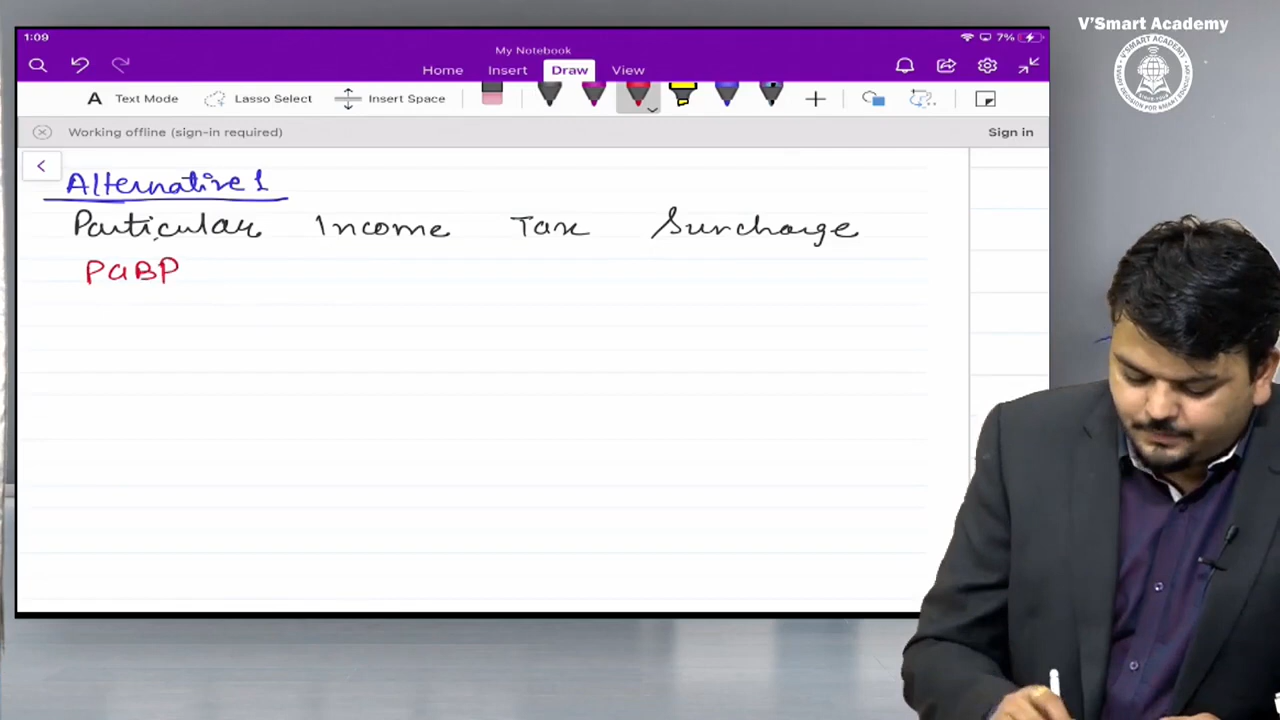 V'Smart Academy
1:09
7%
My Notebook
Home Insert Draw View
Text Mode Lasso Select Insert Space
Working offline (sign-in required) Sign in
Alternative 1
Particular Income Tax Surcharge
PGBP